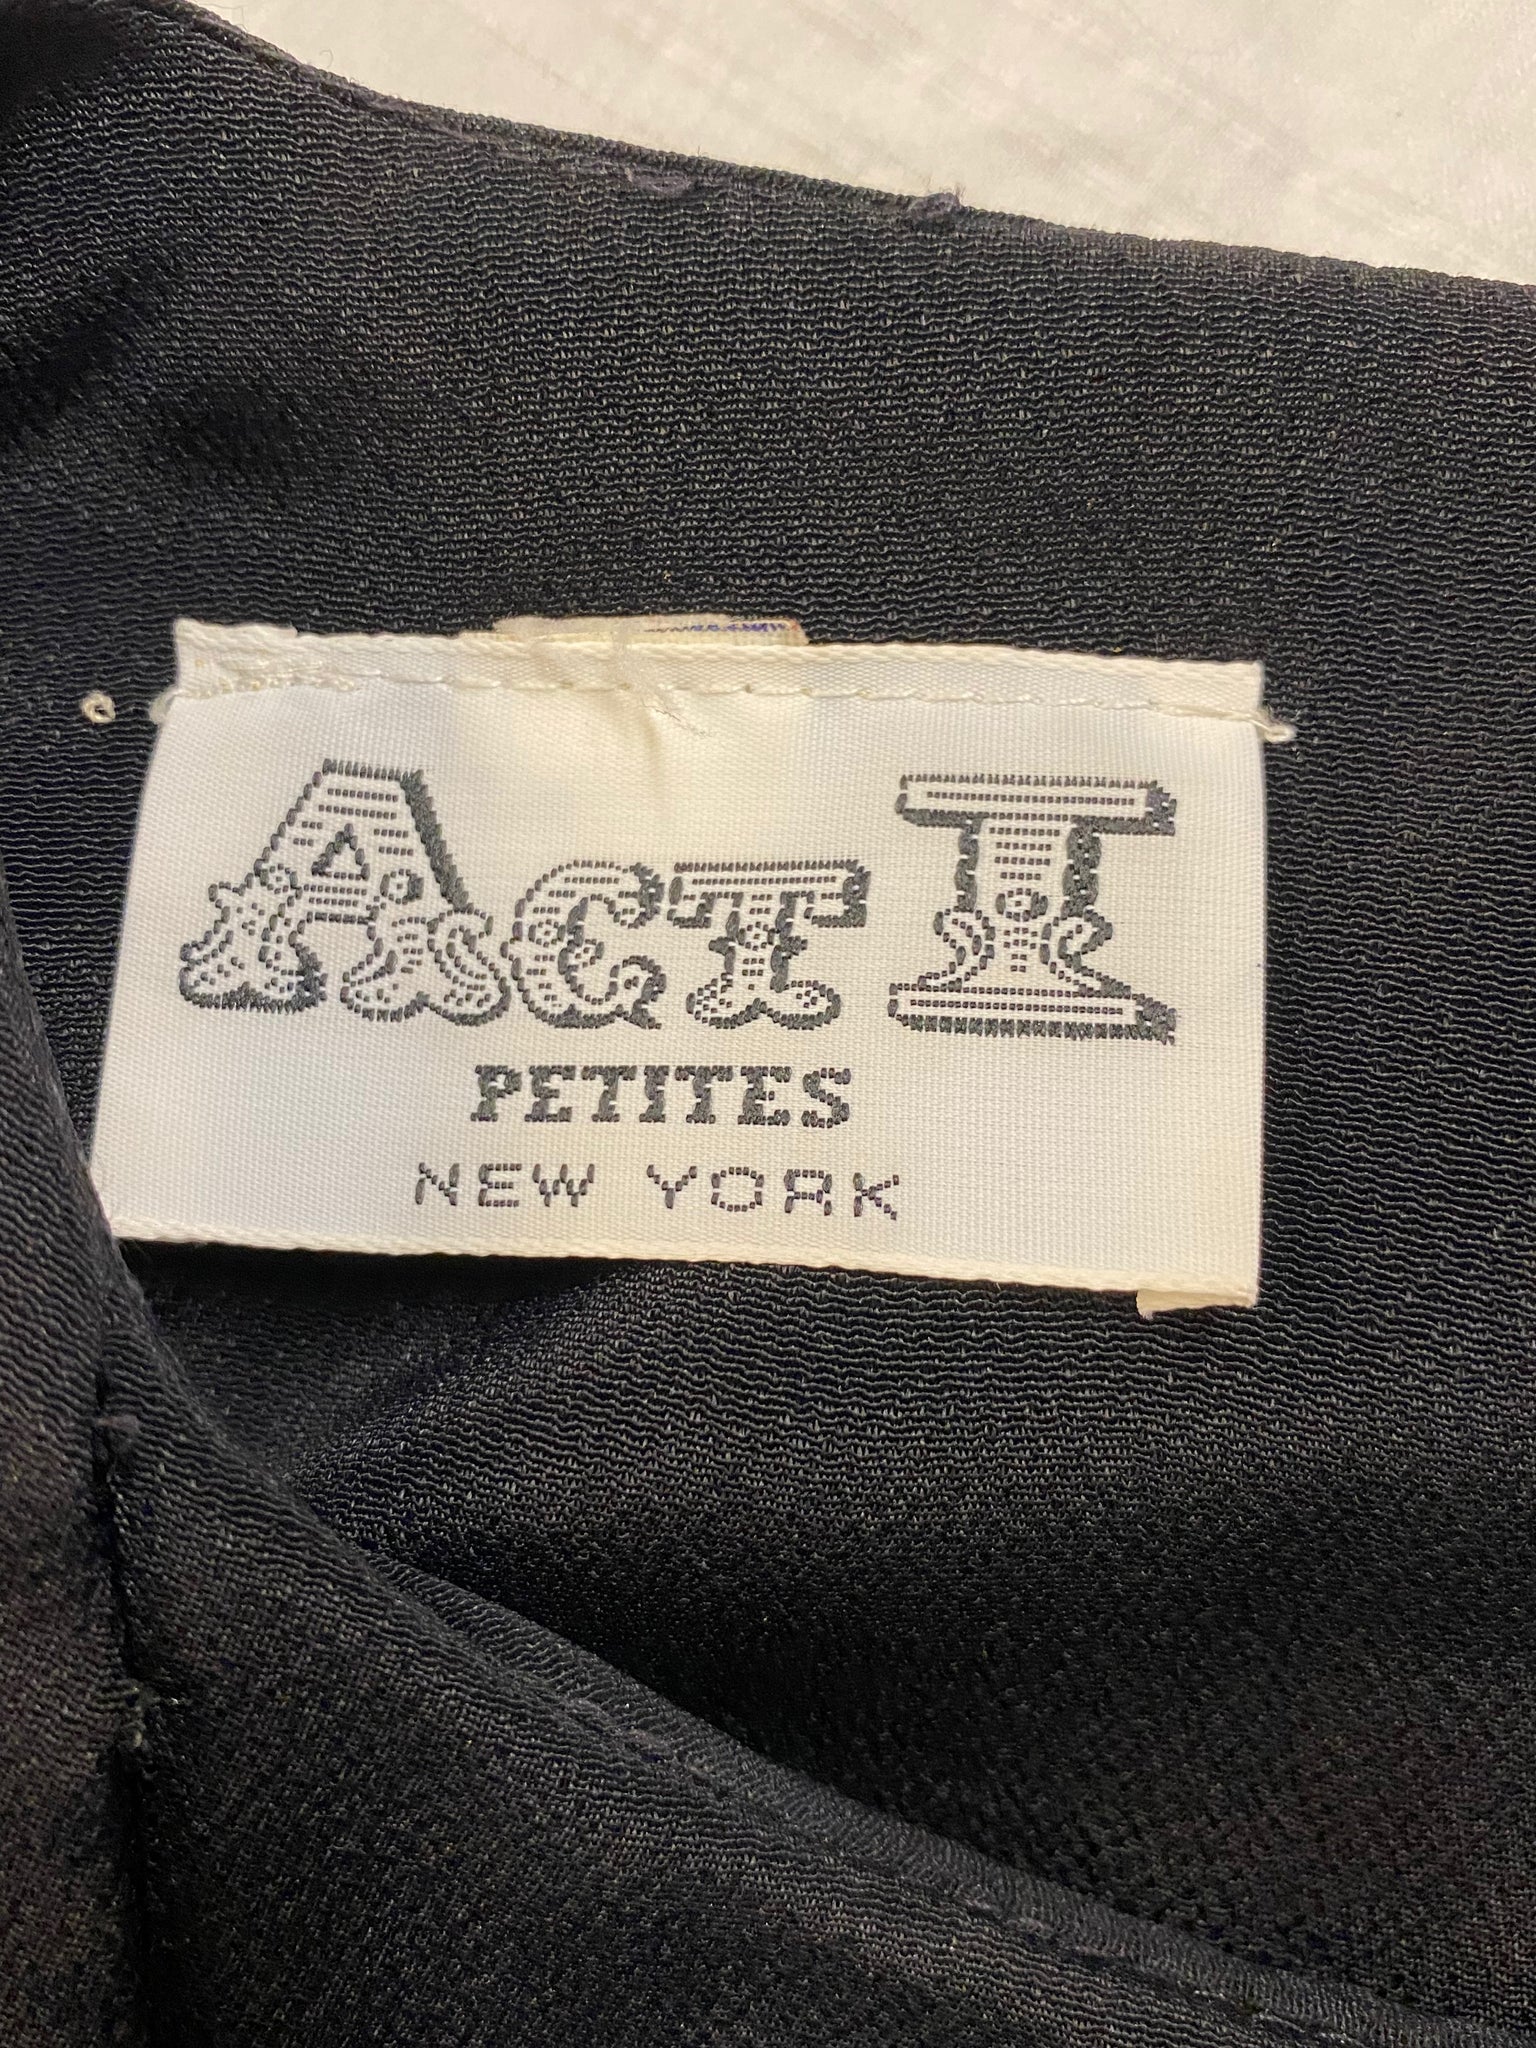 ACT I
PETITES
NEW YORK